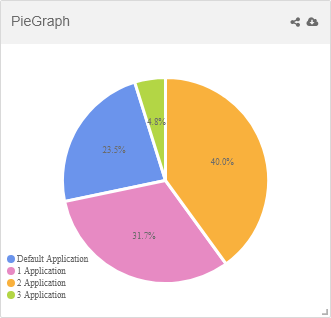 PieGraph
4.8%
23.5%
40.0%
31.7%
Default Application
1 Application
2 Application
3 Application